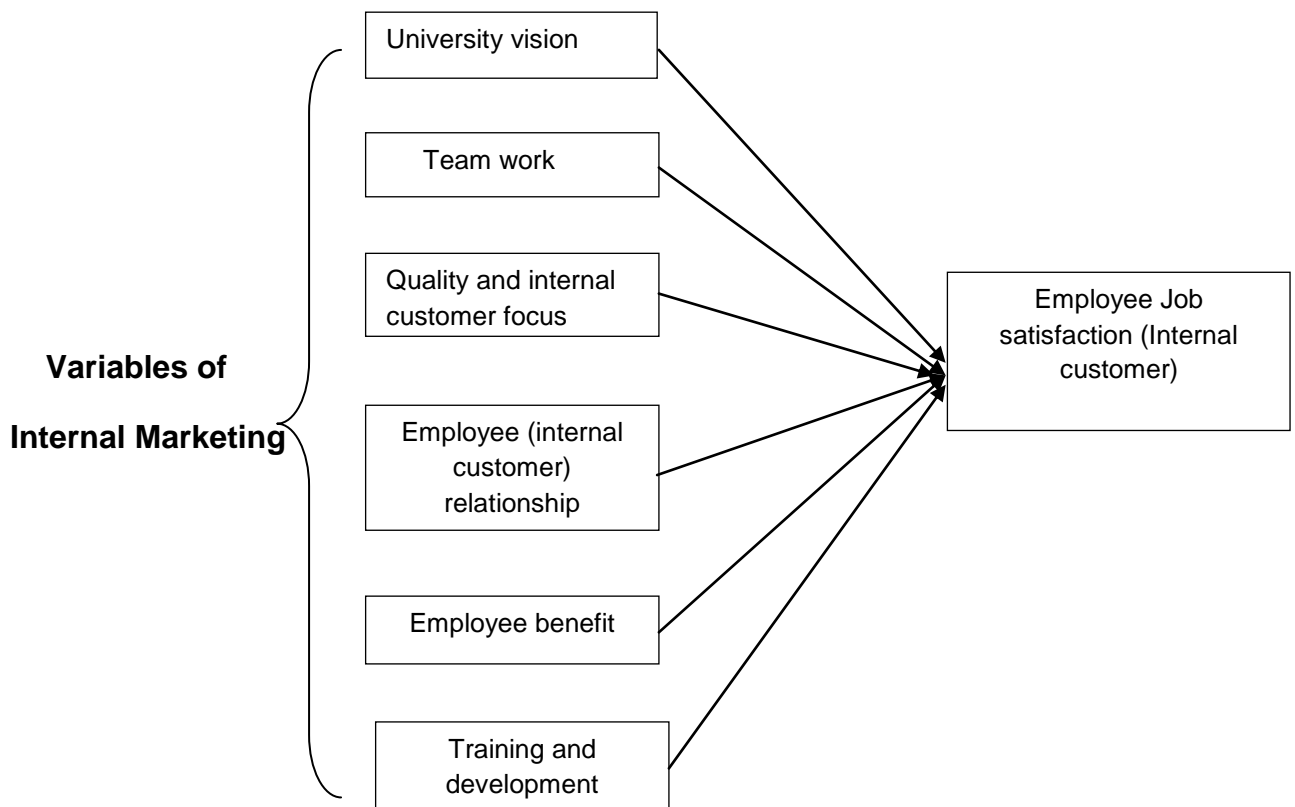 University vision
Team work
Quality and internal
customer focus
Variables of
Internal Marketing
Employee (internal
customer)
relationship
Employee benefit
Training and
development
Employee Job
satisfaction (Internal
customer)